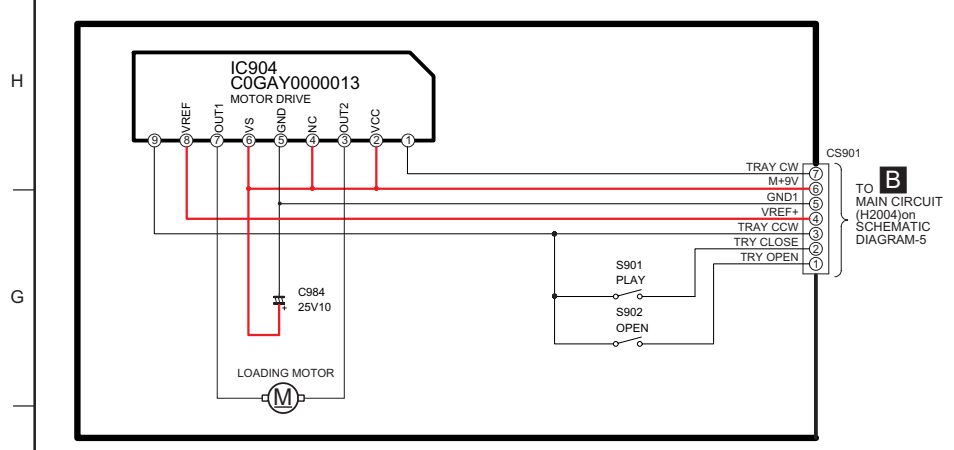 H
IC904
C0GAY0000013
MOTOR DRIVE
VREF
OUT1
VS
GND
NC
OUT2
VCC
9
8
7
6
5
4
3
2
1
CS901
TRAY CW
7
M+9V
6
GND1
5
VREF+
4
TRAY CCW
3
TRY CLOSE
2
TRY OPEN
1
TO B
MAIN CIRCUIT
(H2004)on
SCHEMATIC
DIAGRAM-5
S901
PLAY
G
C984
25V10
+
S902
OPEN
LOADING MOTOR
M